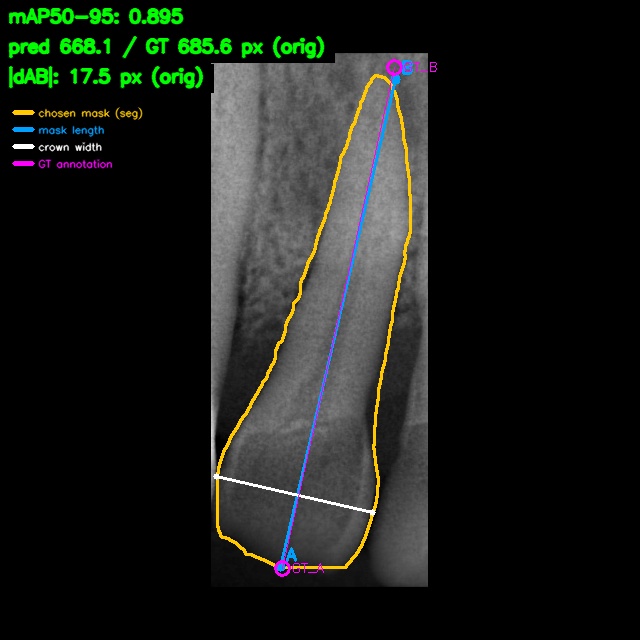 mAP50-95: 0.895
pred 668.1 / GT 685.6 px (orig)
|dAB|: 17.5 px (orig)
chosen mask (seg)
mask length
crown width
GT annotation
B
A
GT_A